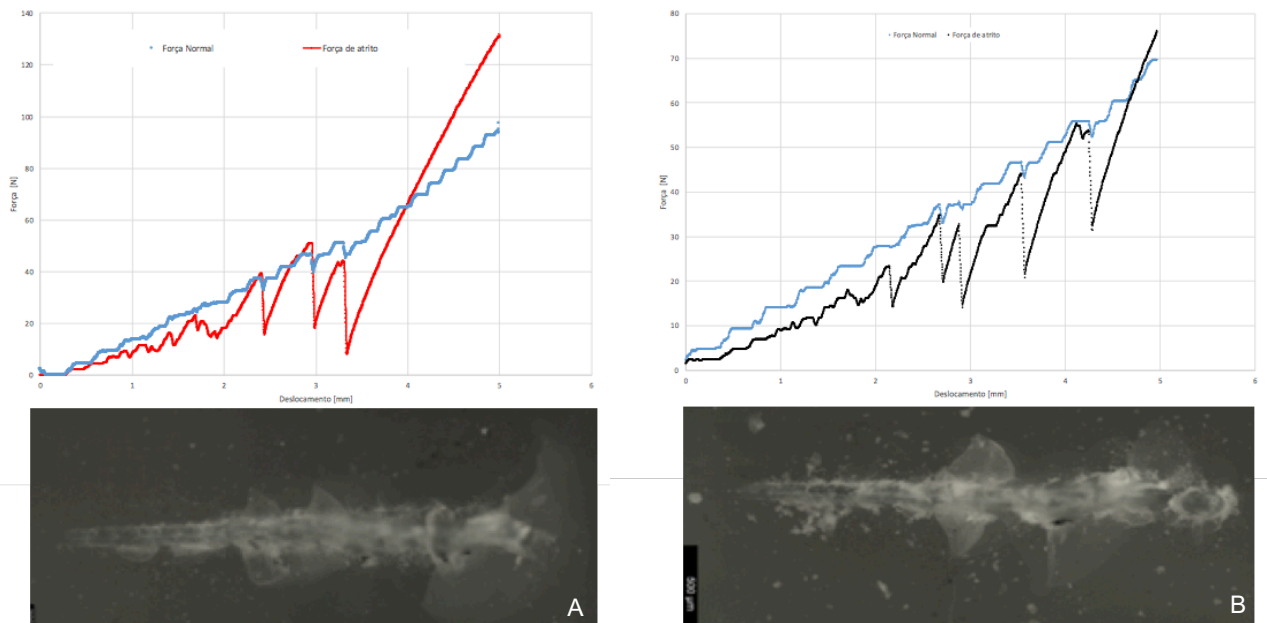 140
120
100
80
60
40
20
0
0 1 2 3 4 5 6
Força [N]
Deslocamento [mm]
Força Normal Força de atrito
80
70
60
50
40
30
20
10
0
0 1 2 3 4 5 6
Força [N]
Deslocamento [mm]
Força Normal Força de atrito
A
500 µm
B